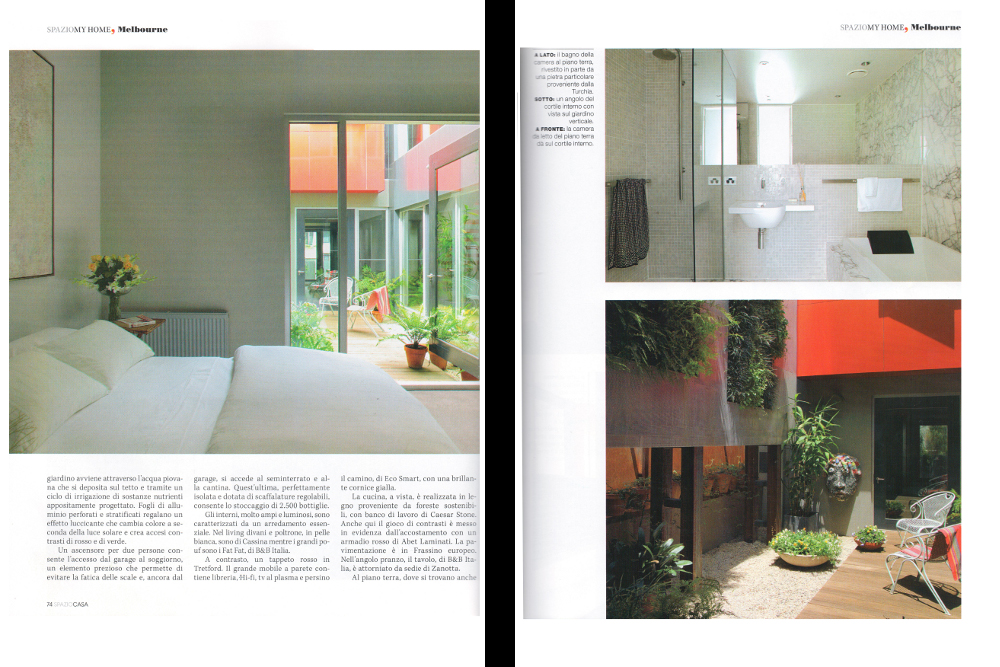 SPAZIOMY HOME, Melbourne
giardino avviene attraverso l'acqua piova-
na che si deposita sul tetto e tramite un
ciclo di irrigazione di sostanze nutrienti
appositamente progettato. Fogli di allu-
minio perforati e stratificati regalano un
effetto luccicante che cambia colore a se-
conda della luce solare e crea accesi con-
trasti di rosso e di verde.
Un ascensore per due persone con-
sente l'accesso dal garage al soggiorno,
un elemento prezioso che permette di
evitare la fatica delle scale e, ancora dal
garage, si accede al seminterrato e al-
la cantina. Quest'ultima, perfettamente
isolata e dotata di scaffalature regolabili,
consente lo stoccaggio di 2.500 bottiglie.
Gli interni, molto ampi e luminosi, sono
caratterizzati da un arredamento essen-
ziale. Nel living divani e poltrone, in pelle
bianca, sono di Cassina mentre i grandi po-
uf sono i Fat Fat, di B&B Italia.
A contrasto, un tappeto rosso in
Tretford. Il grande mobile a parete con-
tiene libreria, Hi-fi, tv al plasma e persino
il camino, di Eco Smart, con una brillan-
te cornice gialla.
La cucina, a vista, è realizzata in le-
gno proveniente da foreste sostenibi-
li, con banco di lavoro di Caesar Stone.
Anche qui il gioco di contrasti è messo
in evidenza dall'accostamento con un
armadio rosso di Abet Laminati. La pa-
vimentazione è in Frassino europeo.
Nell'angolo pranzo, il tavolo, di B&B Ita-
lia, è attorniato da sedie di Zanotta.
Al piano terra, dove si trovano anche
74 SPAZIOCASA
SPAZIOMY HOME, Melbourne
A LATO: il bagno della
camera al piano terra,
rivestito in parte da
una pietra particolare
proveniente dalla
Turchia.
SOTTO: un angolo del
cortile interno con
vista sul giardino
verticale.
A FRONTE: la camera
da letto del piano terra
dà sul cortile interno.